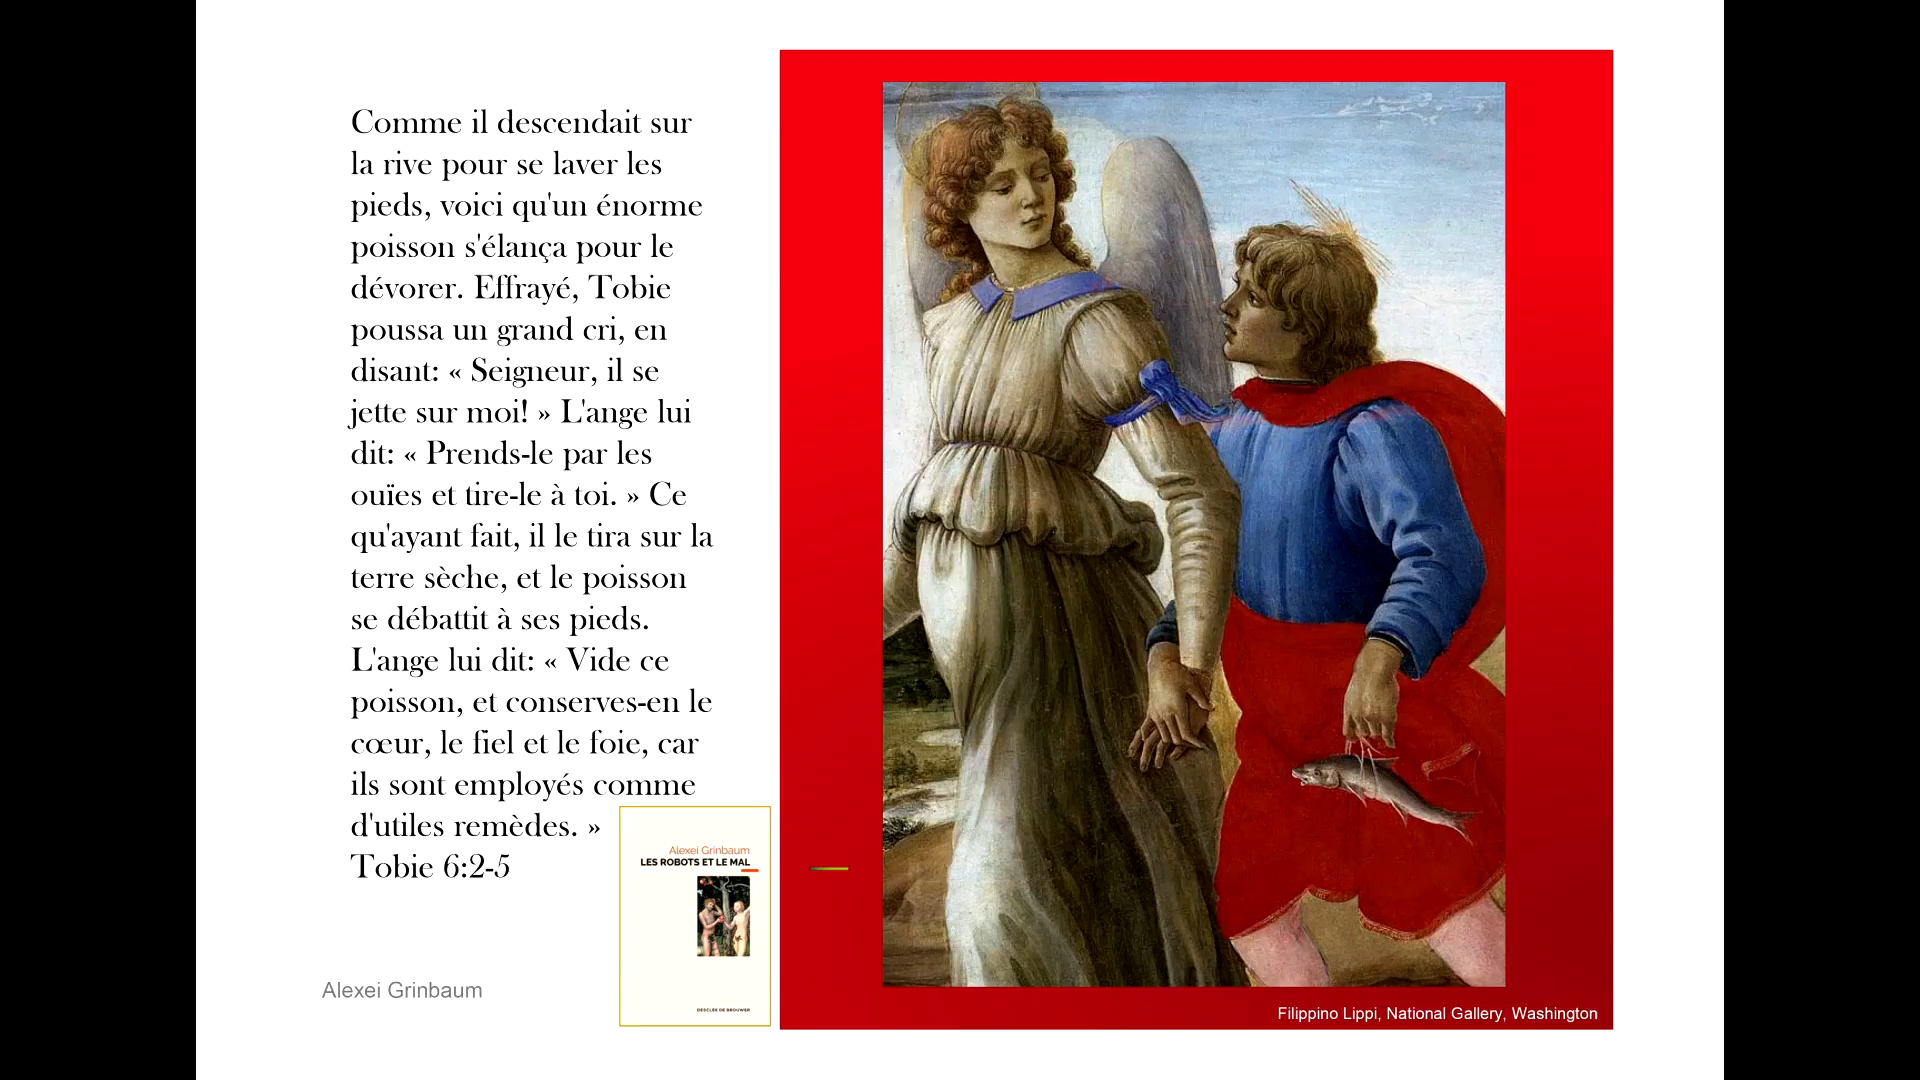 Comme il descendait sur
la rive pour se laver les
pieds, voici qu'un énorme
poisson s'élança pour le
dévorer. Effrayé, Tobie
poussa un grand cri, en
disant: « Seigneur, il se
jette sur moi! » L'ange lui
dit: « Prends-le par les
ouïes et tire-le à toi. » Ce
qu'ayant fait, il le tira sur la
terre sèche, et le poisson
se débattit à ses pieds.
L'ange lui dit: « Vide ce
poisson, et conserves-en le
cœur, le fiel et le foie, car
ils sont employés comme
d'utiles remèdes. »
Tobie 6:2-5
Alexei Grinbaum
LES ROBOTS ET LE MAL
DESCLÉE DE BROUWER
Alexei Grinbaum
Filippino Lippi, National Gallery, Washington